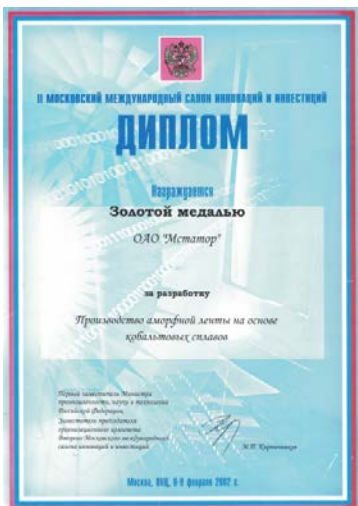 II МОСКОВСКИЙ МЕЖДУНАРОДНЫЙ САЛОН ИННОВАЦИЙ И ИНВЕСТИЦИЙ
ДИПЛОМ
Награждается
Золотой медалью
ОАО "Мстатор"
за разработку
Производство аморфной ленты на основе
кобальтовых сплавов
Первый заместитель Министра
промышленности, науки и технологий
Российской Федерации,
Заместитель председателя
организационного комитета
Второго Московского международного
салона инноваций и инвестиций
М.П. Кирпичников
Москва, ВВЦ, 6-9 февраля 2002 г.